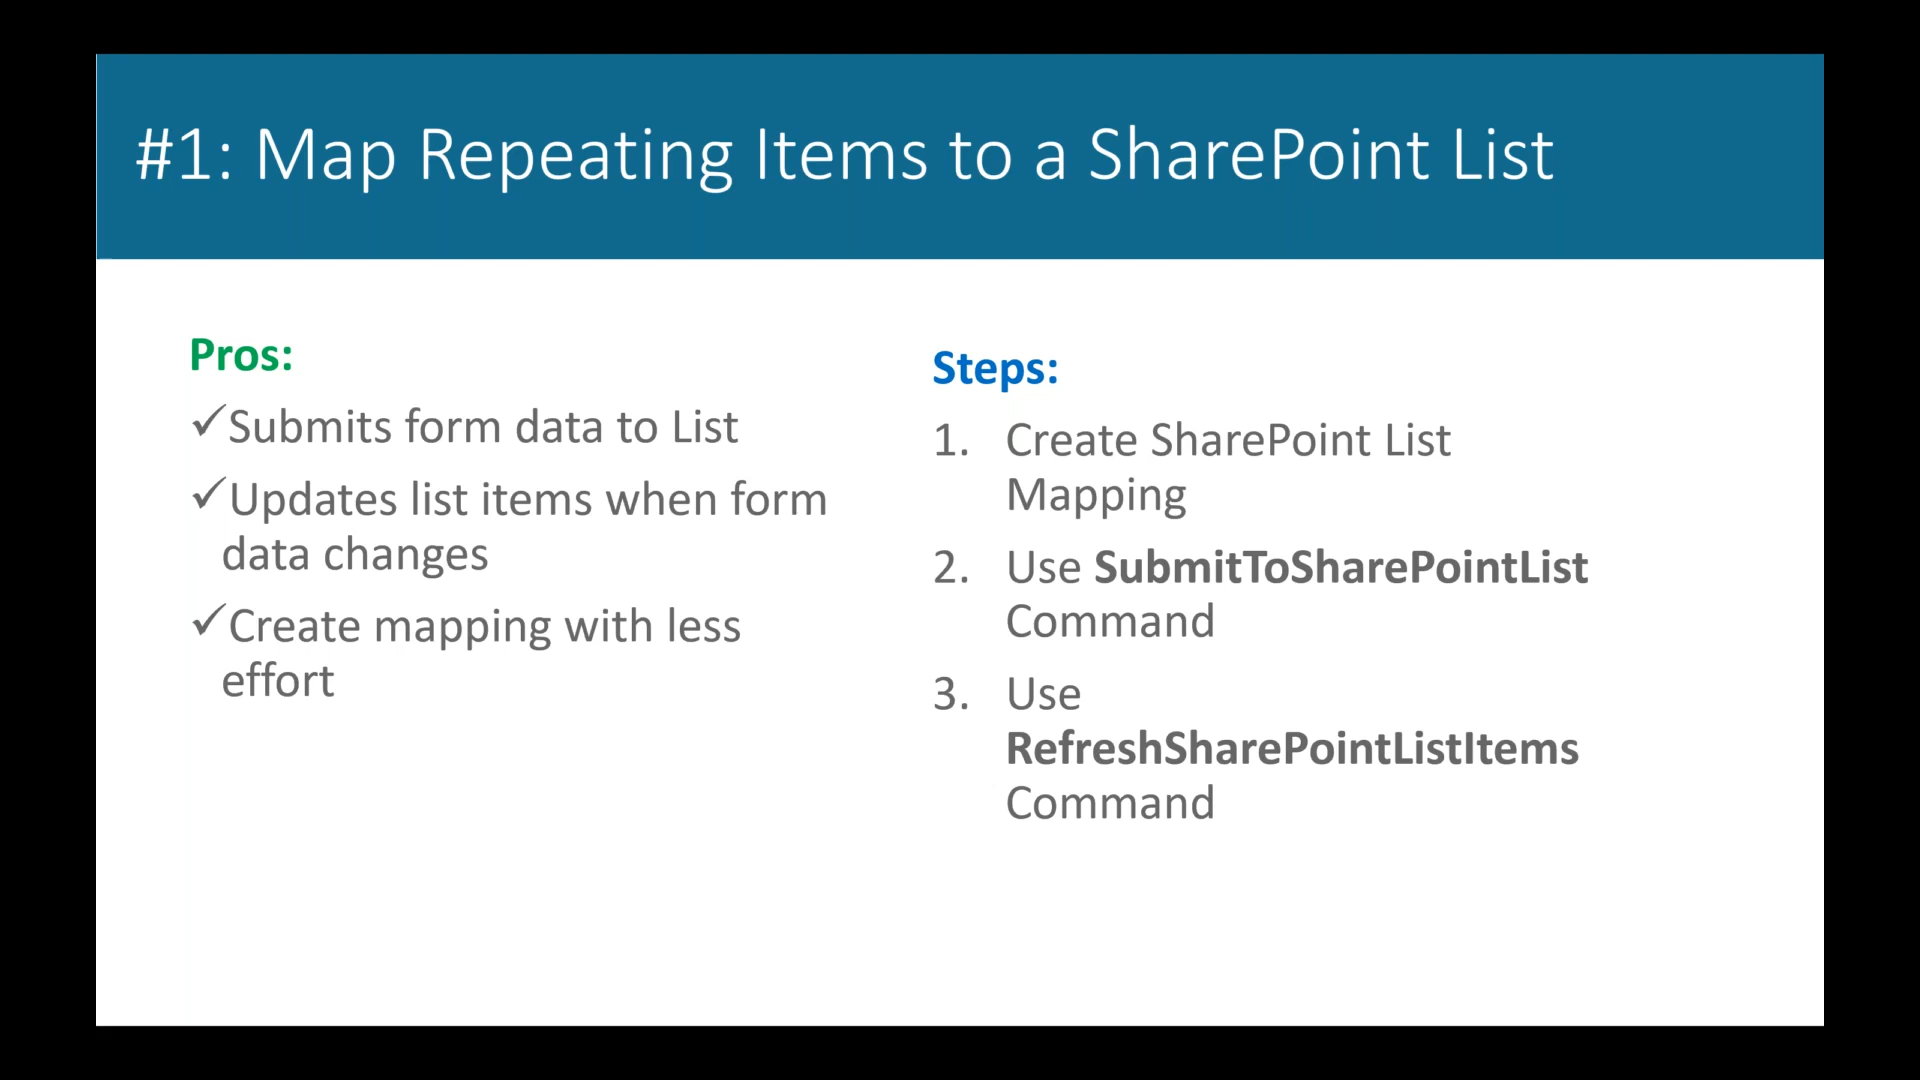 #1: Map Repeating Items to a SharePoint List
Pros:
✓Submits form data to List
✓Updates list items when form
data changes
✓Create mapping with less
effort
Steps:
1. Create SharePoint List
Mapping
2. Use SubmitToSharePointList
Command
3. Use
RefreshSharePointListItems
Command